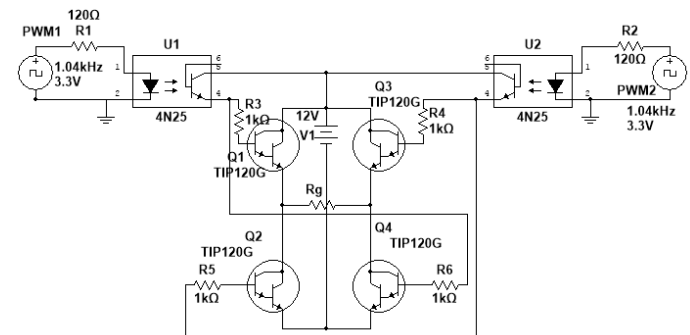 120Ω
PWM1 R1
U1
1.04kHz
3.3V
1
2
6
5
4
4N25
R3
1kΩ
Q1
TIP120G
12V
V1
Q3
TIP120G
R4
1kΩ
U2
6
5
4
1
2
4N25
R2
120Ω
PWM2
1.04kHz
3.3V
Rg
Q2
TIP120G
R5
1kΩ
Q4
TIP120G
R6
1kΩ